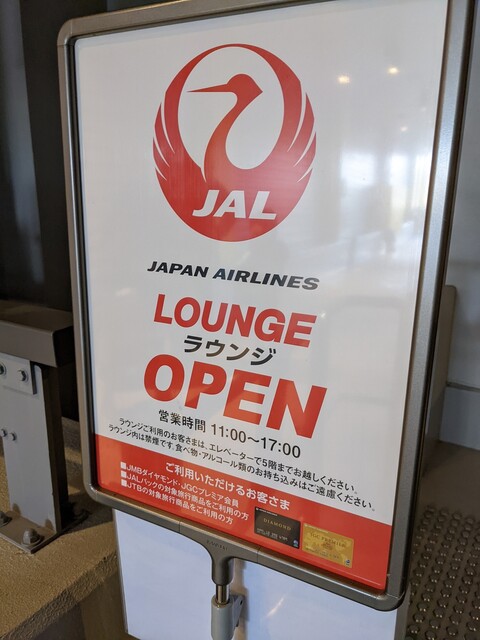 JAL
JAPAN AIRLINES
LOUNGE
ラウンジ
OPEN
営業時間 11:00～17:00
ラウンジご利用のお客さまは、エレベーターで5階までお越しください。
ラウンジ内は禁煙です。食べ物・アルコール類のお持ち込みはご遠慮ください。
ご利用いただけるお客さま
■JMBダイヤモンド・JGCプレミア会員
■JALパックの対象旅行商品をご利用の方
■JTBの対象旅行商品をご利用の方
DIAMOND
JGC PREMIER